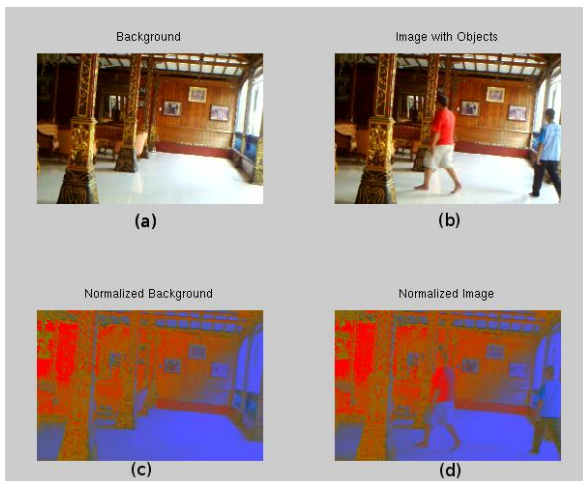 Background
Image with Objects
(a)
(b)
Normalized Background
Normalized Image
(c)
(d)